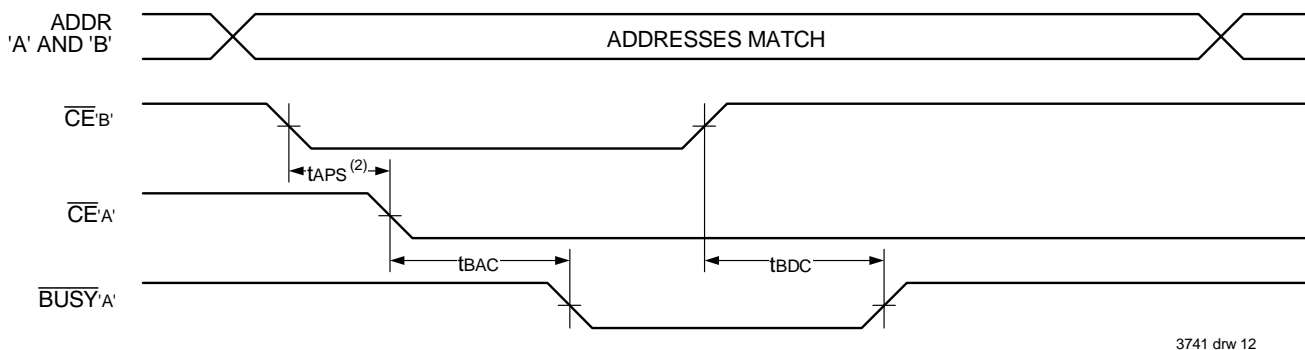 ADDR
'A' AND 'B'
ADDRESSES MATCH
CE'B'
tAPS (2)
CE'A'
tBAC
tBDC
BUSY'A'
3741 drw 12